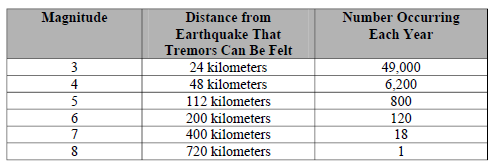 Magnitude Distance from Earthquake That Tremors Can Be Felt Number Occurring Each Year
3 24 kilometers 49,000
4 48 kilometers 6,200
5 112 kilometers 800
6 200 kilometers 120
7 400 kilometers 18
8 720 kilometers 1